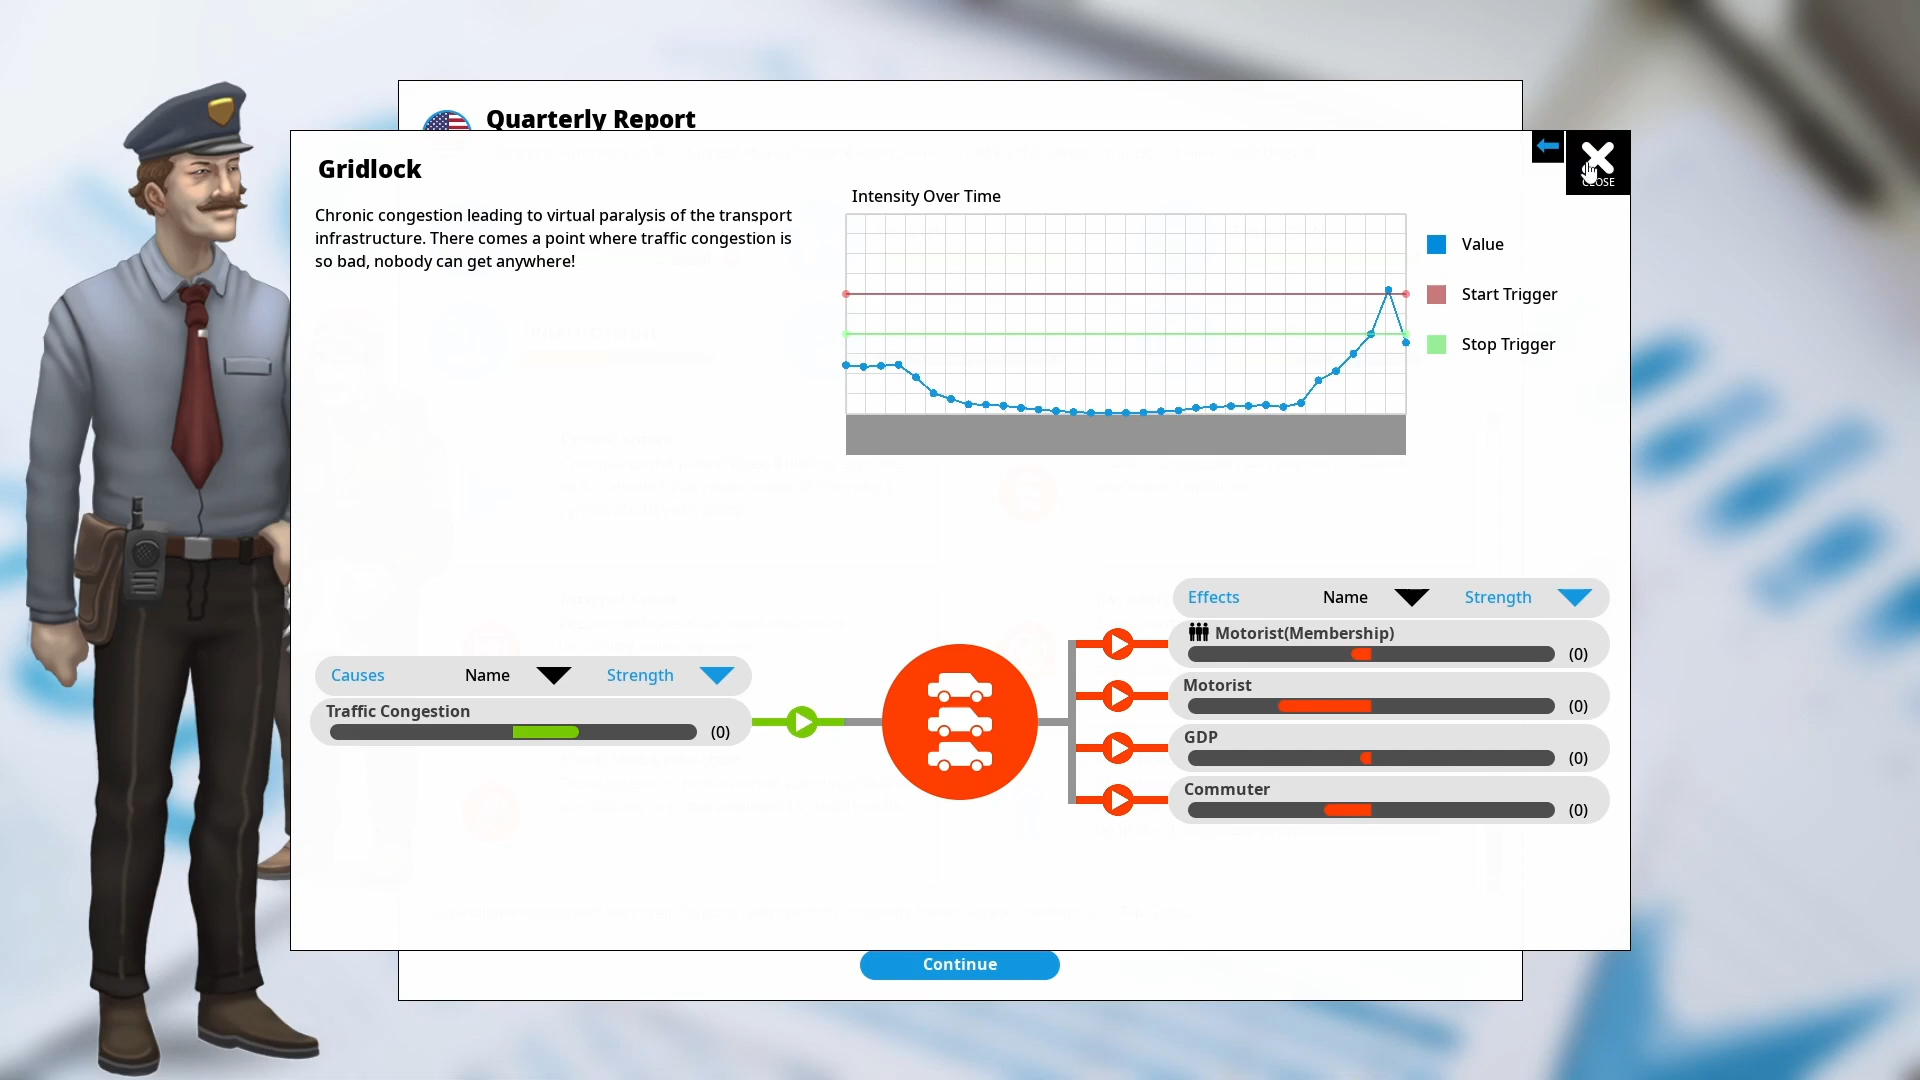 Quarterly Report
Gridlock
CLOSE
Chronic congestion leading to virtual paralysis of the transport
infrastructure. There comes a point where traffic congestion is
so bad, nobody can get anywhere!
Intensity Over Time
Value
Start Trigger
Stop Trigger
Causes Name Strength
Traffic Congestion
(0)
Effects Name Strength
Motorist(Membership)
(0)
Motorist
(0)
GDP
(0)
Commuter
(0)
Continue